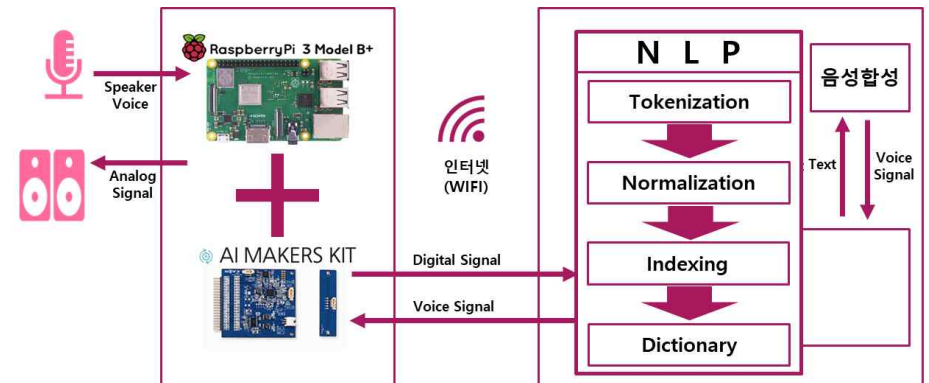 RaspberryPi 3 Model B+
Speaker
Voice
Analog
Signal
AI MAKERS KIT
인터넷
(WIFI)
Digital Signal
Voice Signal
N L P
Tokenization
Normalization
Indexing
Dictionary
음성합성
Text
Voice
Signal